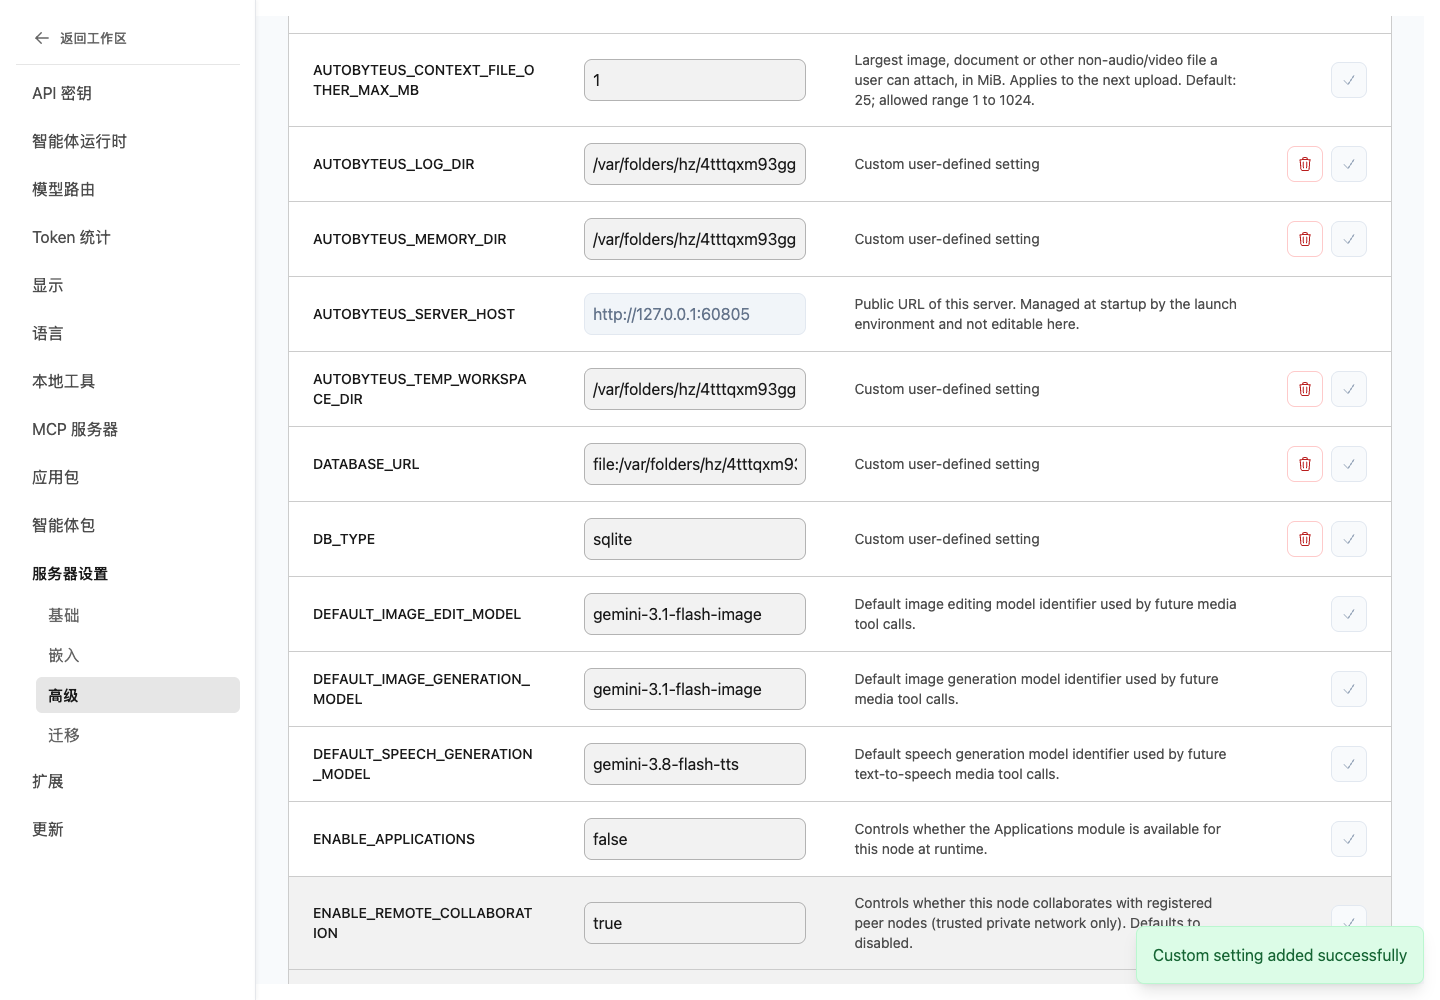 返回工作区
API 密钥
智能体运行时
模型路由
Token 统计
显示
语言
本地工具
MCP 服务器
应用包
智能体包
服务器设置
基础
嵌入
高级
迁移
扩展
更新
AUTOBYTEUS_CONTEXT_FILE_O
THER_MAX_MB
1
Largest image, document or other non-audio/video file a
user can attach, in MiB. Applies to the next upload. Default:
25; allowed range 1 to 1024.
AUTOBYTEUS_LOG_DIR
/var/folders/hz/4tttqxm93gg
Custom user-defined setting
AUTOBYTEUS_MEMORY_DIR
/var/folders/hz/4tttqxm93gg
Custom user-defined setting
AUTOBYTEUS_SERVER_HOST
http://127.0.0.1:60805
Public URL of this server. Managed at startup by the launch
environment and not editable here.
AUTOBYTEUS_TEMP_WORKSPA
CE_DIR
/var/folders/hz/4tttqxm93gg
Custom user-defined setting
DATABASE_URL
file:/var/folders/hz/4tttqxm93
Custom user-defined setting
DB_TYPE
sqlite
Custom user-defined setting
DEFAULT_IMAGE_EDIT_MODEL
gemini-3.1-flash-image
Default image editing model identifier used by future media
tool calls.
DEFAULT_IMAGE_GENERATION_
MODEL
gemini-3.1-flash-image
Default image generation model identifier used by future
media tool calls.
DEFAULT_SPEECH_GENERATION
_MODEL
gemini-3.8-flash-tts
Default speech generation model identifier used by future
text-to-speech media tool calls.
ENABLE_APPLICATIONS
false
Controls whether the Applications module is available for
this node at runtime.
ENABLE_REMOTE_COLLABORAT
ION
true
Controls whether this node collaborates with registered
peer nodes (trusted private network only). Defaults to
disabled.
Custom setting added successfully